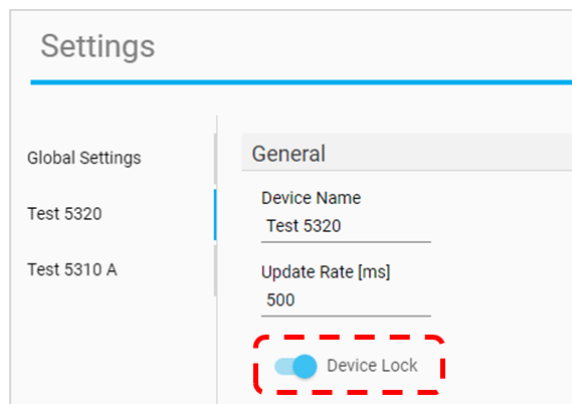 Settings
Global Settings
Test 5320
Test 5310 A
General
Device Name
Test 5320
Update Rate [ms]
500
Device Lock